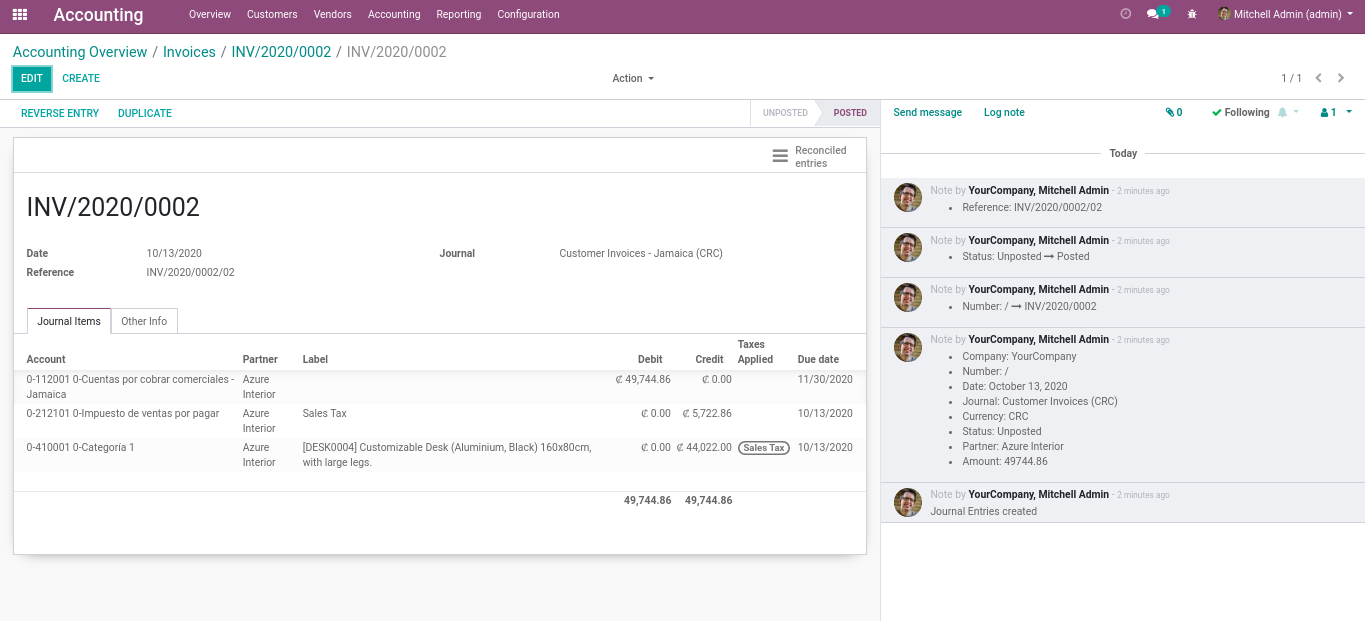 Accounting Overview Customers Vendors Accounting Reporting Configuration 1 Mitchell Admin (admin)
Accounting Overview / Invoices / INV/2020/0002 / INV/2020/0002
EDIT CREATE Action 1 / 1
REVERSE ENTRY DUPLICATE UNPOSTED POSTED
Reconciled
entries
INV/2020/0002
Date 10/13/2020 Journal Customer Invoices - Jamaica (CRC)
Reference INV/2020/0002/02
Journal Items Other Info
Account Partner Label Debit Credit Taxes Applied Due date
0-112001 0-Cuentas por cobrar comerciales - Azure ₡ 49,744.86 ₡ 0.00 11/30/2020
Jamaica Interior
0-212101 0-Impuesto de ventas por pagar Azure Sales Tax ₡ 0.00 ₡ 5,722.86 10/13/2020
Interior
0-410001 0-Categoría 1 Azure [DESK0004] Customizable Desk (Aluminium, Black) 160x80cm, ₡ 0.00 ₡ 44,022.00 Sales Tax 10/13/2020
Interior with large legs.
49,744.86 49,744.86
Send message Log note 0 Following 1
Today
Note by YourCompany, Mitchell Admin - 2 minutes ago
• Reference: INV/2020/0002/02
Note by YourCompany, Mitchell Admin - 2 minutes ago
• Status: Unposted → Posted
Note by YourCompany, Mitchell Admin - 2 minutes ago
• Number: / → INV/2020/0002
Note by YourCompany, Mitchell Admin - 2 minutes ago
• Company: YourCompany
• Number: /
• Date: October 13, 2020
• Journal: Customer Invoices (CRC)
• Currency: CRC
• Status: Unposted
• Partner: Azure Interior
• Amount: 49744.86
Note by YourCompany, Mitchell Admin - 2 minutes ago
Journal Entries created